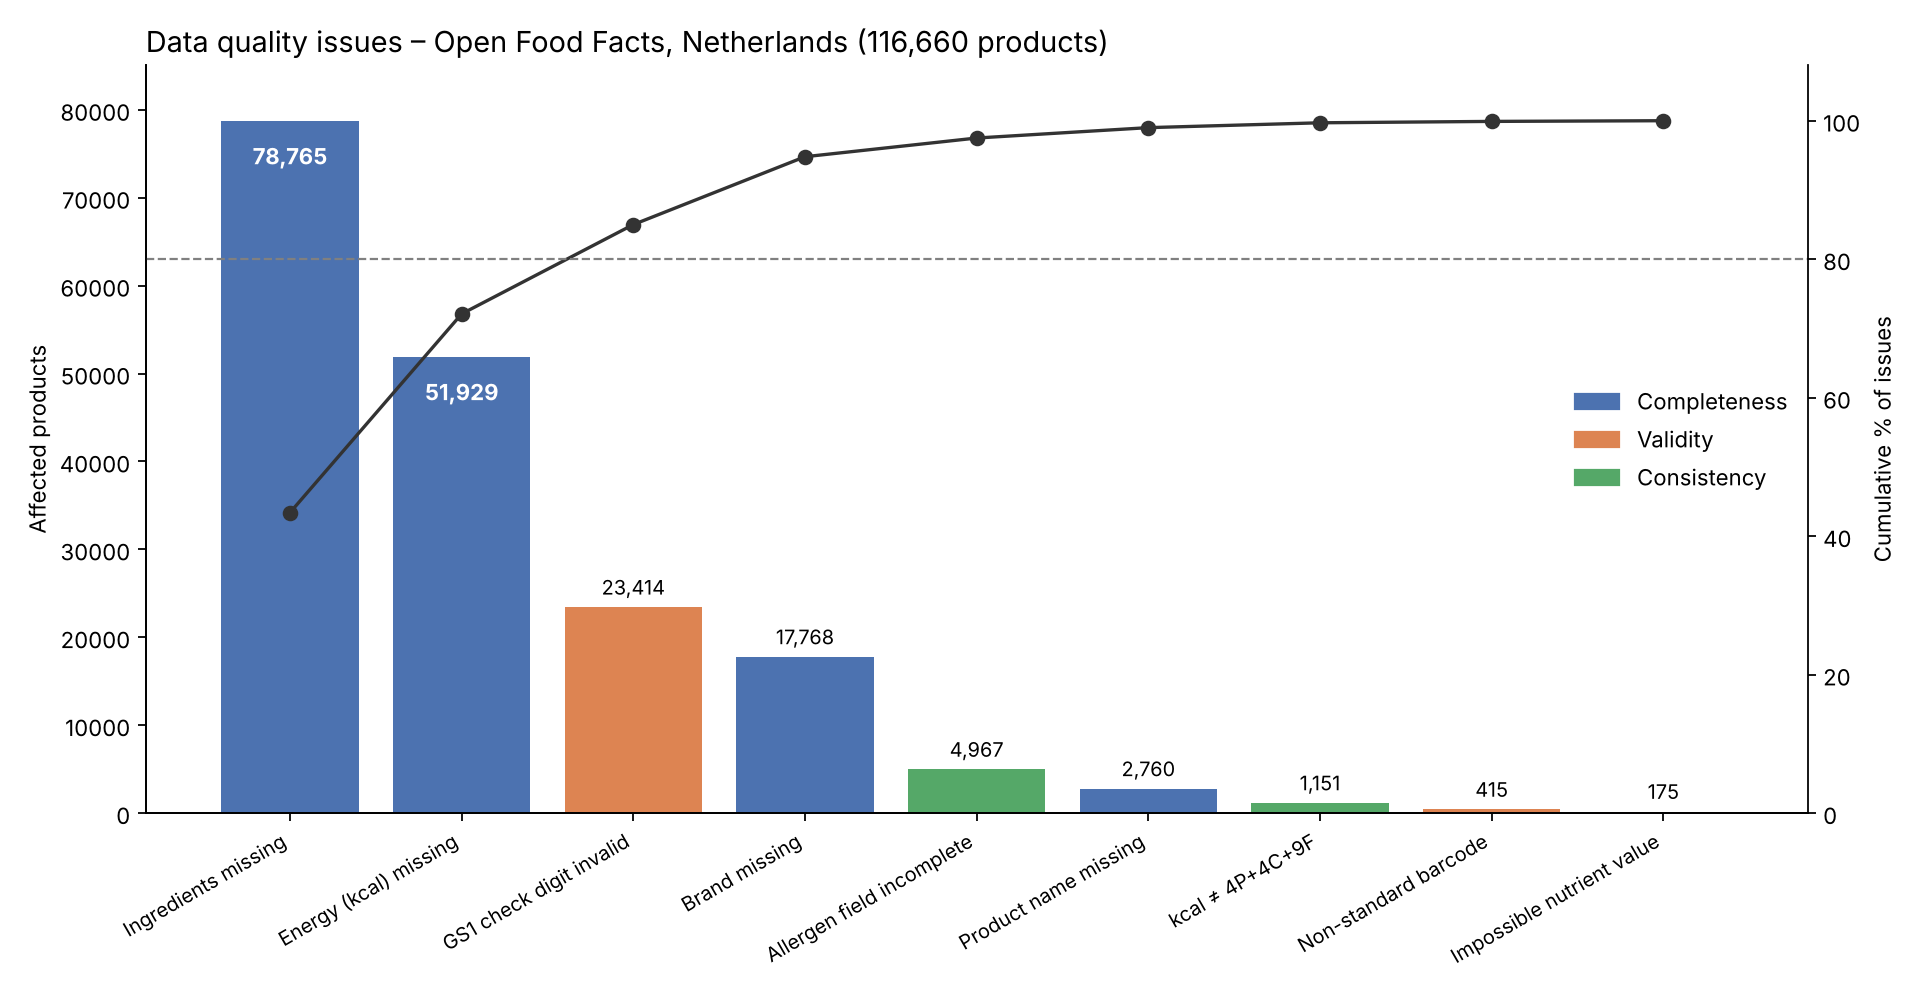 Data quality issues – Open Food Facts, Netherlands (116,660 products)
Affected products
80000
70000
60000
50000
40000
30000
20000
10000
0
78,765
51,929
23,414
17,768
4,967
2,760
1,151
415
175
Completeness
Validity
Consistency
100
80
60
40
20
0
Cumulative % of issues
Ingredients missing
Energy (kcal) missing
GS1 check digit invalid
Brand missing
Allergen field incomplete
Product name missing
kcal ≠ 4P+4C+9F
Non-standard barcode
Impossible nutrient value